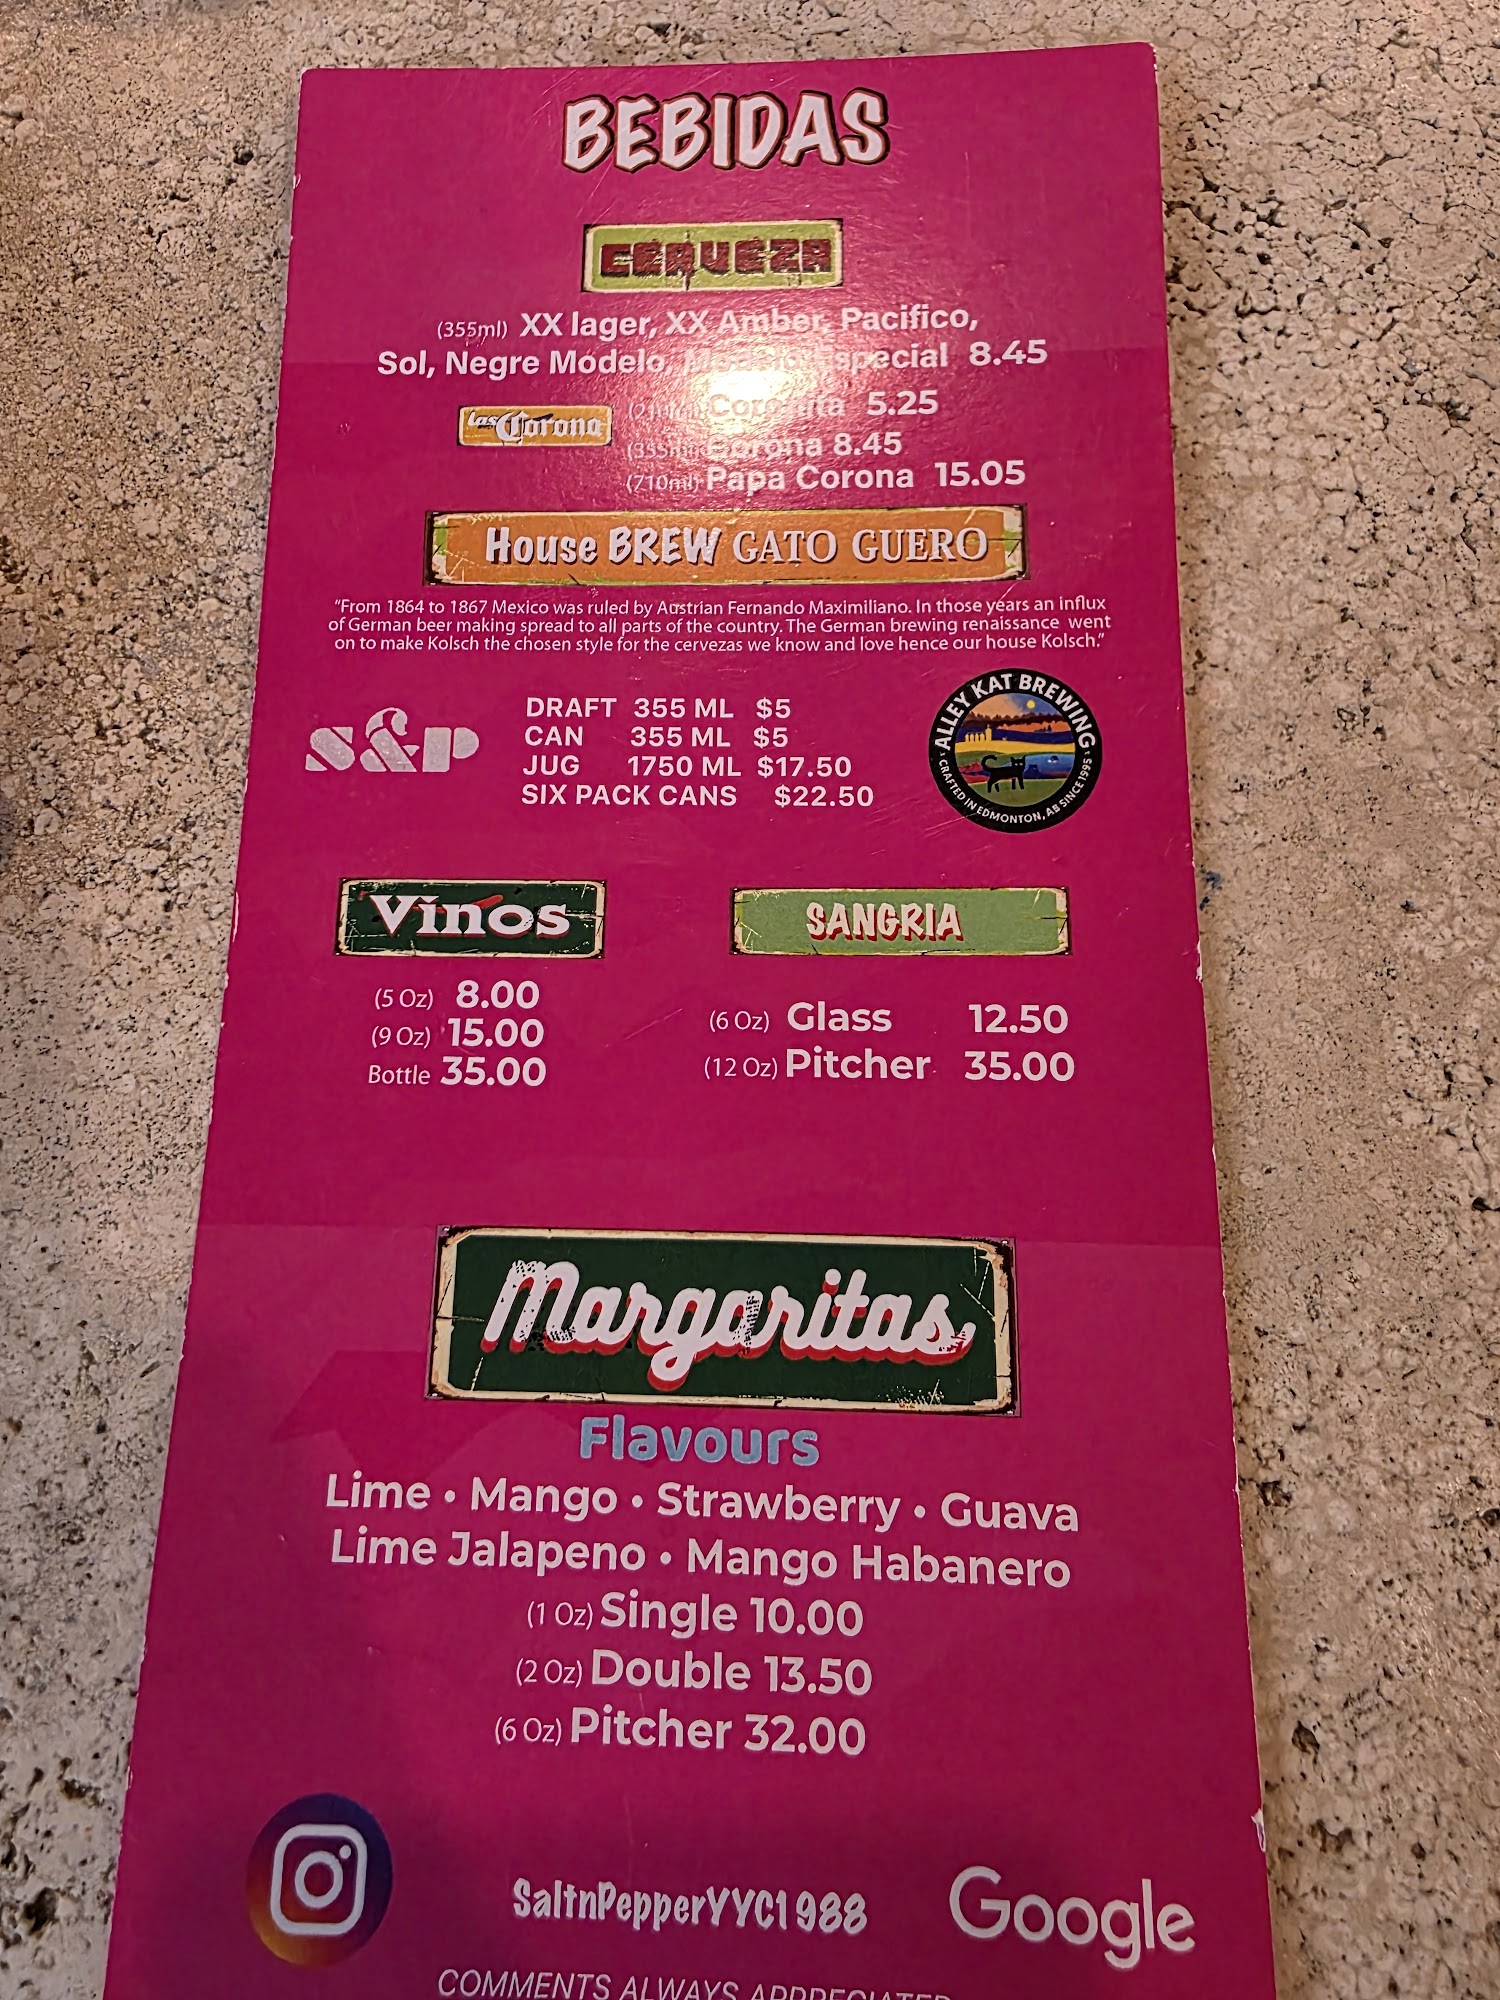 BEBIDAS
CERVEZA
(355ml) XX lager, XX Amber, Pacifico,
Sol, Negre Modelo, Modelo Especial 8.45
Las Corona
Coronita 5.25
(355ml) Corona 8.45
(710ml) Papa Corona 15.05
House BREW GATO GUERO
"From 1864 to 1867 Mexico was ruled by Austrian Fernando Maximiliano. In those years an influx
of German beer making spread to all parts of the country. The German brewing renaissance went
on to make Kolsch the chosen style for the cervezas we know and love hence our house Kolsch."
S&P
DRAFT 355 ML $5
CAN 355 ML $5
JUG 1750 ML $17.50
SIX PACK CANS $22.50
ALLEY KAT BREWING
CRAFTED IN EDMONTON, AB SINCE 1995
Vinos
(5 Oz) 8.00
(9 Oz) 15.00
Bottle 35.00
SANGRIA
(6 Oz) Glass 12.50
(12 Oz) Pitcher 35.00
Margaritas
Flavours
Lime • Mango • Strawberry • Guava
Lime Jalapeno • Mango Habanero
(1 Oz) Single 10.00
(2 Oz) Double 13.50
(6 Oz) Pitcher 32.00
SaltnPepperYYC1988
Google
COMMENTS ALWAYS APPRECIATED